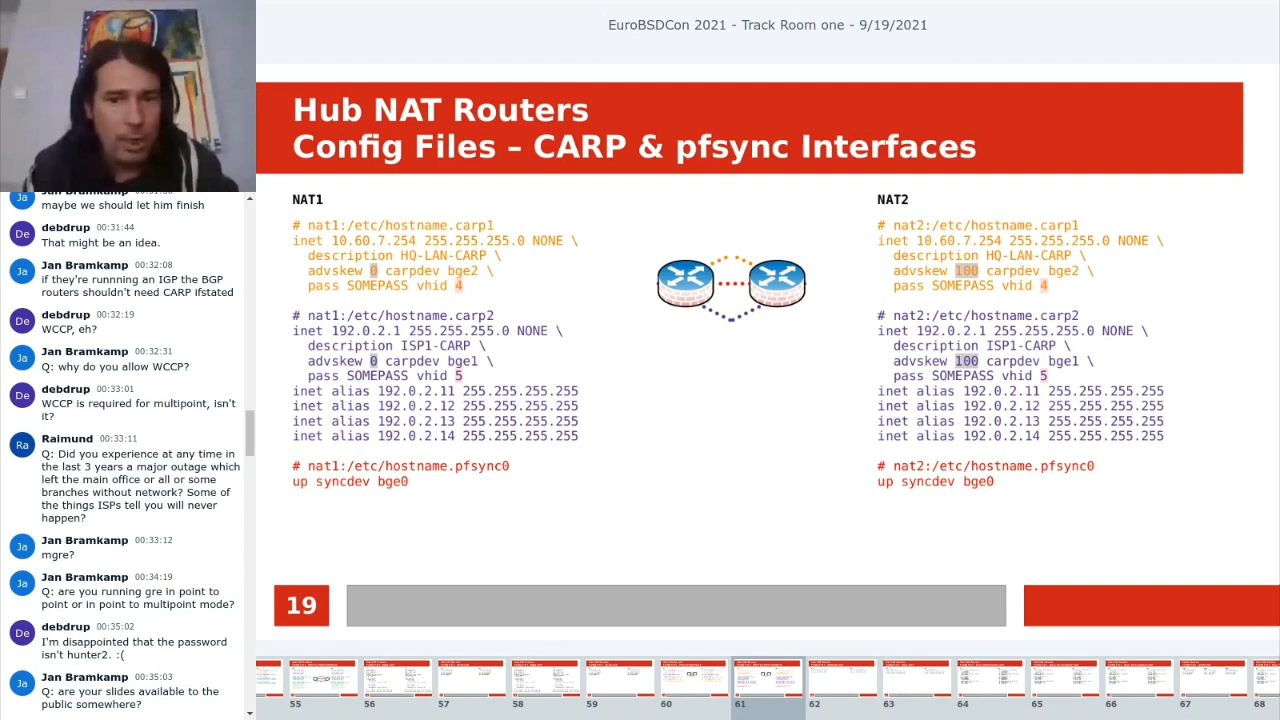 EuroBSDCon 2021 - Track Room one - 9/19/2021
Hub NAT Routers
Config Files – CARP & pfsync Interfaces
NAT1
# nat1:/etc/hostname.carp1
inet 10.60.7.254 255.255.255.0 NONE \
description HQ-LAN-CARP \
advskew 0 carpdev bge2 \
pass SOMEPASS vhid 4
# nat1:/etc/hostname.carp2
inet 192.0.2.1 255.255.255.0 NONE \
description ISP1-CARP \
advskew 0 carpdev bge1 \
pass SOMEPASS vhid 5
inet alias 192.0.2.11 255.255.255.255
inet alias 192.0.2.12 255.255.255.255
inet alias 192.0.2.13 255.255.255.255
inet alias 192.0.2.14 255.255.255.255
# nat1:/etc/hostname.pfsync0
up syncdev bge0
NAT2
# nat2:/etc/hostname.carp1
inet 10.60.7.254 255.255.255.0 NONE \
description HQ-LAN-CARP \
advskew 100 carpdev bge2 \
pass SOMEPASS vhid 4
# nat2:/etc/hostname.carp2
inet 192.0.2.1 255.255.255.0 NONE \
description ISP1-CARP \
advskew 100 carpdev bge1 \
pass SOMEPASS vhid 5
inet alias 192.0.2.11 255.255.255.255
inet alias 192.0.2.12 255.255.255.255
inet alias 192.0.2.13 255.255.255.255
inet alias 192.0.2.14 255.255.255.255
# nat2:/etc/hostname.pfsync0
up syncdev bge0
19
55 56 57 58 59 60 61 62 63 64 65 66 67 68
Ja Jan Bramkamp
maybe we should let him finish
De debdrup 00:31:44
That might be an idea.
Ja Jan Bramkamp 00:32:08
if they're runnning an IGP the BGP
routers shouldn't need CARP ifstated
De debdrup 00:32:19
WCCP, eh?
Ja Jan Bramkamp 00:32:31
Q: why do you allow WCCP?
De debdrup 00:33:01
WCCP is required for multipoint, isn't
it?
Ra Raimund 00:33:11
Q: Did you experience at any time in
the last 3 years a major outage which
left the main office or all or some
branches without network? Some of
the things ISPs tell you will never
happen?
Ja Jan Bramkamp 00:33:12
mgre?
Ja Jan Bramkamp 00:34:19
Q: are you running gre in point to
point or in point to multipoint mode?
De debdrup 00:35:02
I'm disappointed that the password
isn't hunter2. :(
Ja Jan Bramkamp 00:35:03
Q: are your slides available to the
public somewhere?